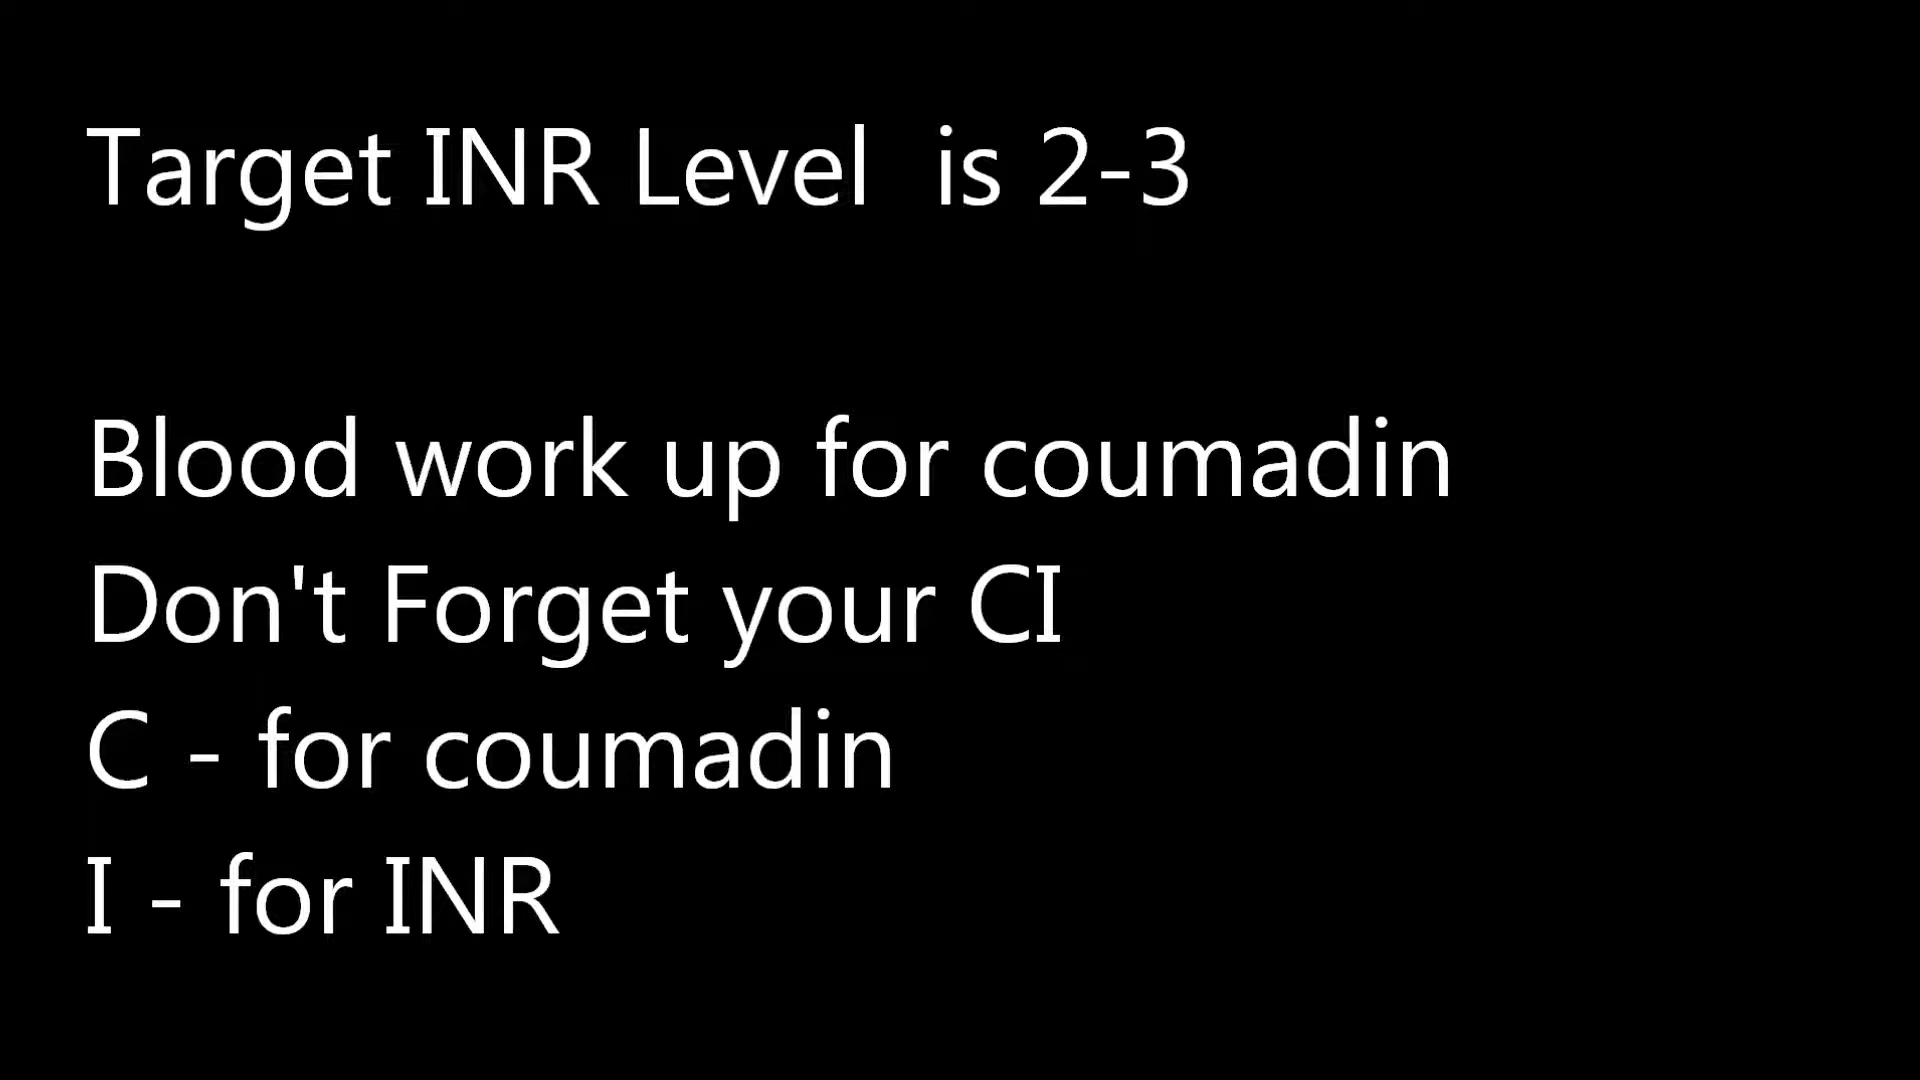 Target INR Level  is 2-3
Blood work up for coumadin
Don't Forget your CI
C - for coumadin
I - for INR